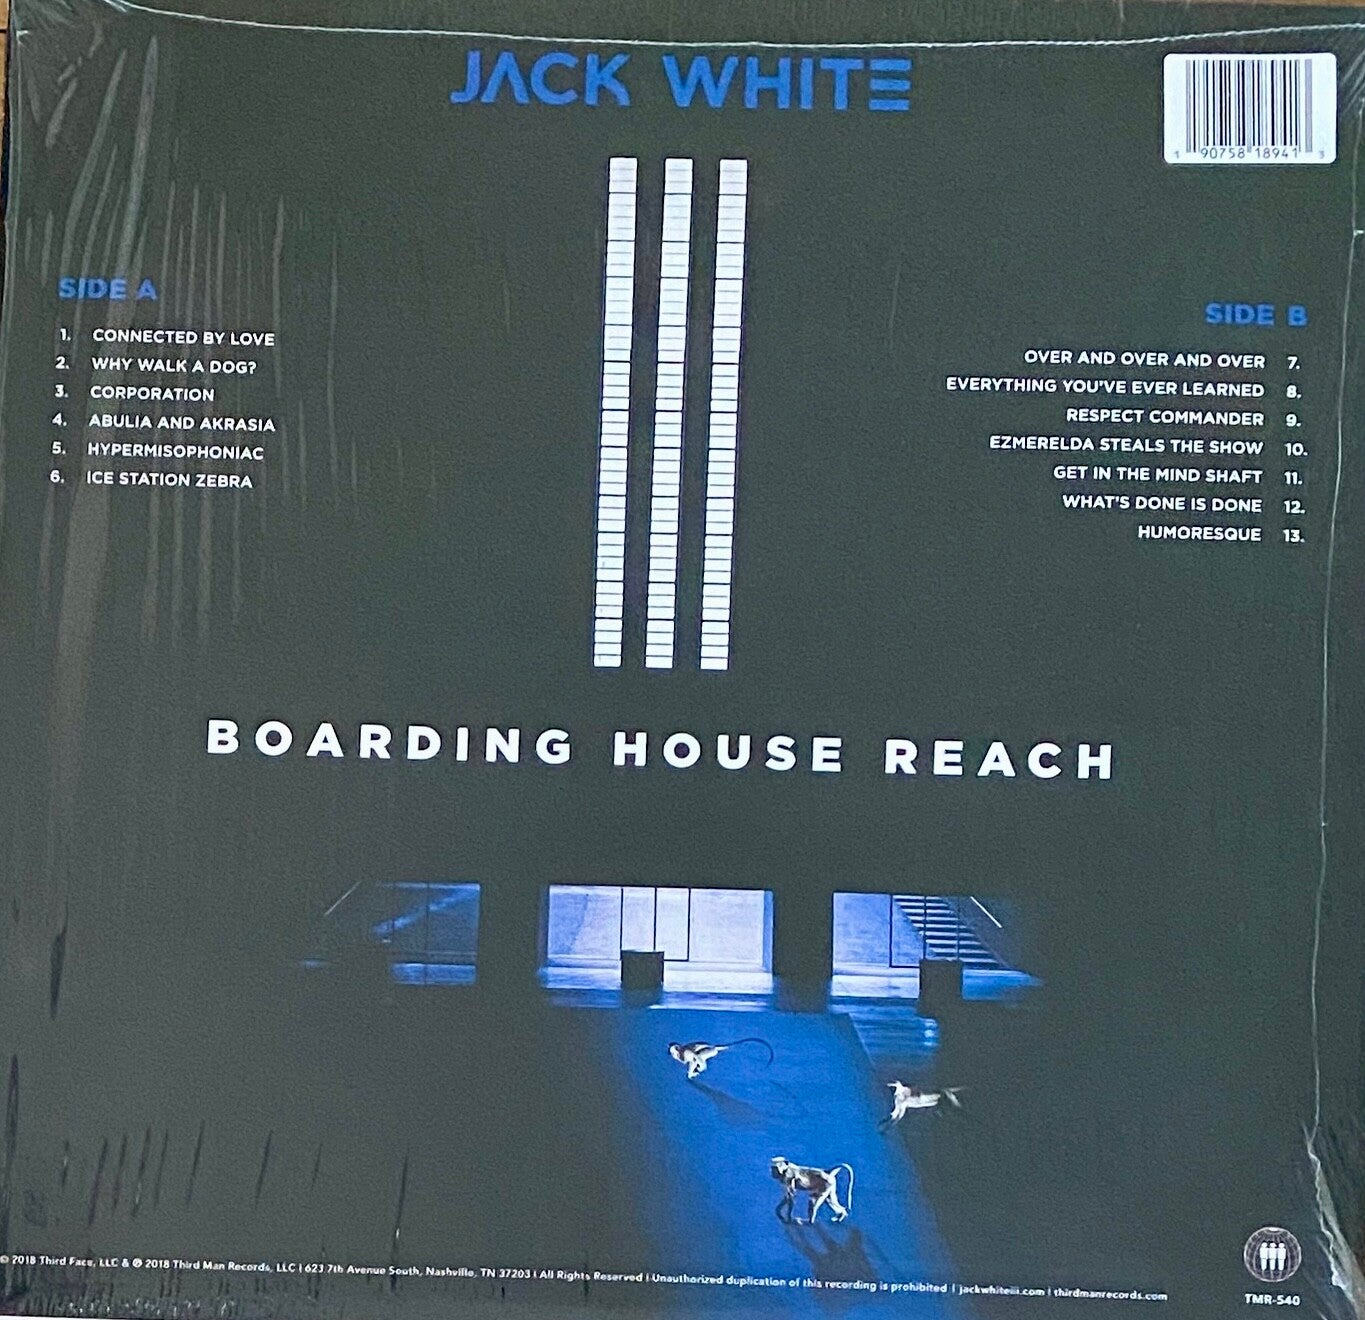 JACK WHITE
1 90758 18941 3
SIDE A
1. CONNECTED BY LOVE
2. WHY WALK A DOG?
3. CORPORATION
4. ABULIA AND AKRASIA
5. HYPERMISOPHONIAC
6. ICE STATION ZEBRA
SIDE B
OVER AND OVER AND OVER 7.
EVERYTHING YOU'VE EVER LEARNED 8.
RESPECT COMMANDER 9.
EZMERELDA STEALS THE SHOW 10.
GET IN THE MIND SHAFT 11.
WHAT'S DONE IS DONE 12.
HUMORESQUE 13.
BOARDING HOUSE REACH
© 2018 Third Face, LLC & ℗ 2018 Third Man Records, LLC | 623 7th Avenue South, Nashville, TN 37203 | All Rights Reserved | Unauthorized duplication of this recording is prohibited | jackwhiteiii.com | thirdmanrecords.com
TMR-540